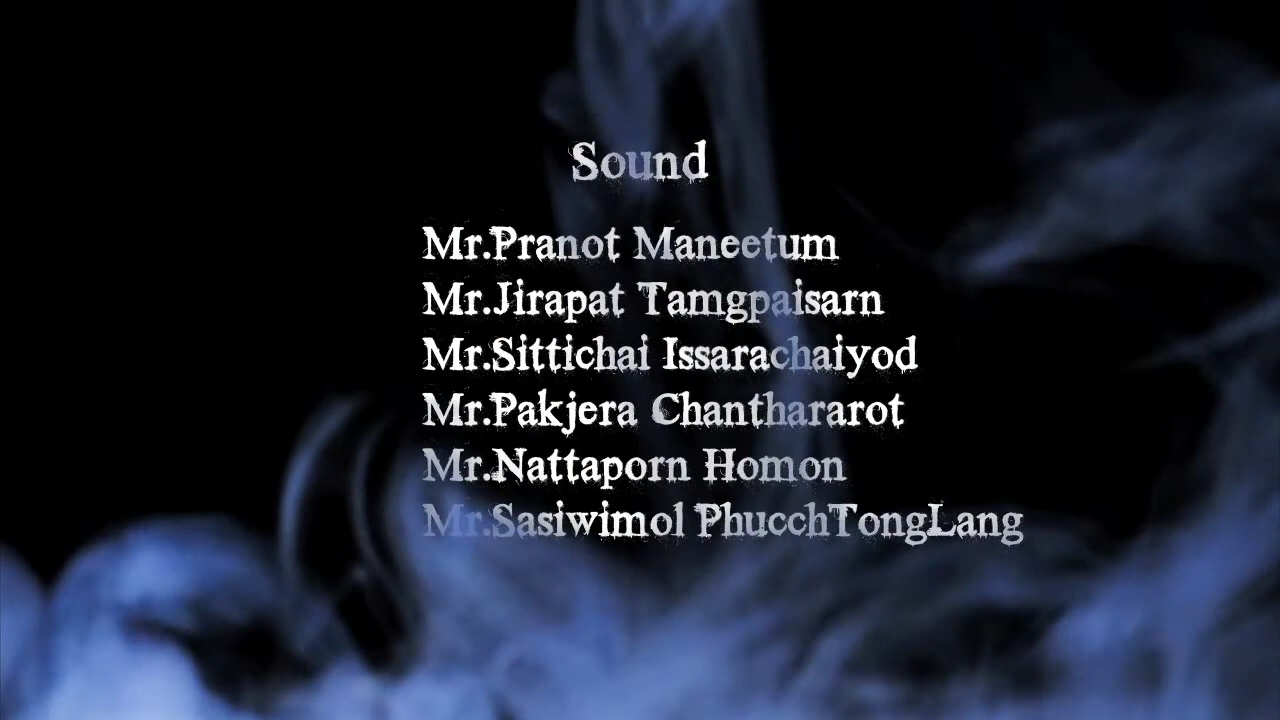 Sound
Mr.Pranot Maneetum
Mr.Jirapat Tamgpaisarn
Mr.Sittichai Issarachaiyod
Mr.Pakjera Chanthararot
Mr.Nattaporn Homon
Mr.Sasiwimol PhucchTongLang